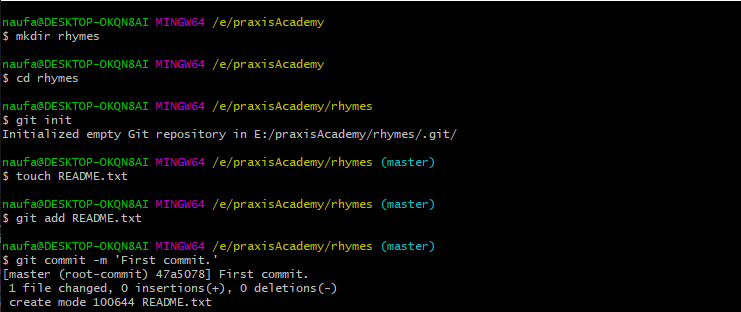 naufa@DESKTOP-OKQN8AI MINGW64 /e/praxisAcademy
$ mkdir rhymes
naufa@DESKTOP-OKQN8AI MINGW64 /e/praxisAcademy
$ cd rhymes
naufa@DESKTOP-OKQN8AI MINGW64 /e/praxisAcademy/rhymes
$ git init
Initialized empty Git repository in E:/praxisAcademy/rhymes/.git/
naufa@DESKTOP-OKQN8AI MINGW64 /e/praxisAcademy/rhymes (master)
$ touch README.txt
naufa@DESKTOP-OKQN8AI MINGW64 /e/praxisAcademy/rhymes (master)
$ git add README.txt
naufa@DESKTOP-OKQN8AI MINGW64 /e/praxisAcademy/rhymes (master)
$ git commit -m 'First commit.'
[master (root-commit) 47a5078] First commit.
1 file changed, 0 insertions(+), 0 deletions(-)
create mode 100644 README.txt